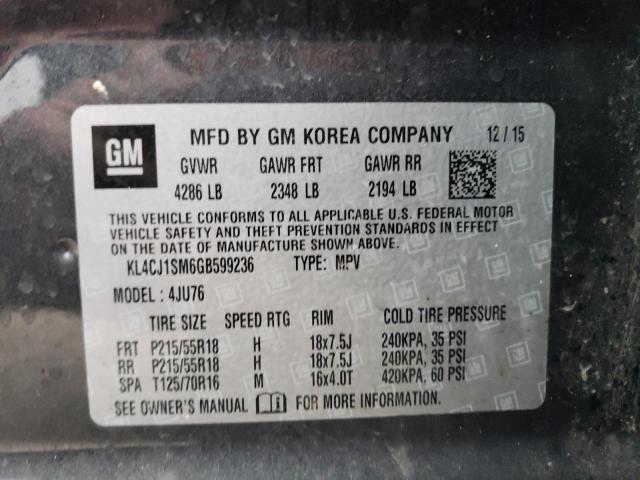 GM MFD BY GM KOREA COMPANY 12/15
GVWR GAWR FRT GAWR RR
4286 LB 2348 LB 2194 LB
THIS VEHICLE CONFORMS TO ALL APPLICABLE U.S. FEDERAL MOTOR
VEHICLE SAFETY AND THEFT PREVENTION STANDARDS IN EFFECT ON
THE DATE OF MANUFACTURE SHOWN ABOVE.
KL4CJ1SM6GB599236 TYPE: MPV
MODEL: 4JU76
TIRE SIZE SPEED RTG RIM COLD TIRE PRESSURE
FRT P215/55R18 H 18x7.5J 240KPA, 35 PSI
RR P215/55R18 H 18x7.5J 240KPA, 35 PSI
SPA T125/70R16 M 16x4.0T 420KPA, 60 PSI
SEE OWNER'S MANUAL FOR MORE INFORMATION.